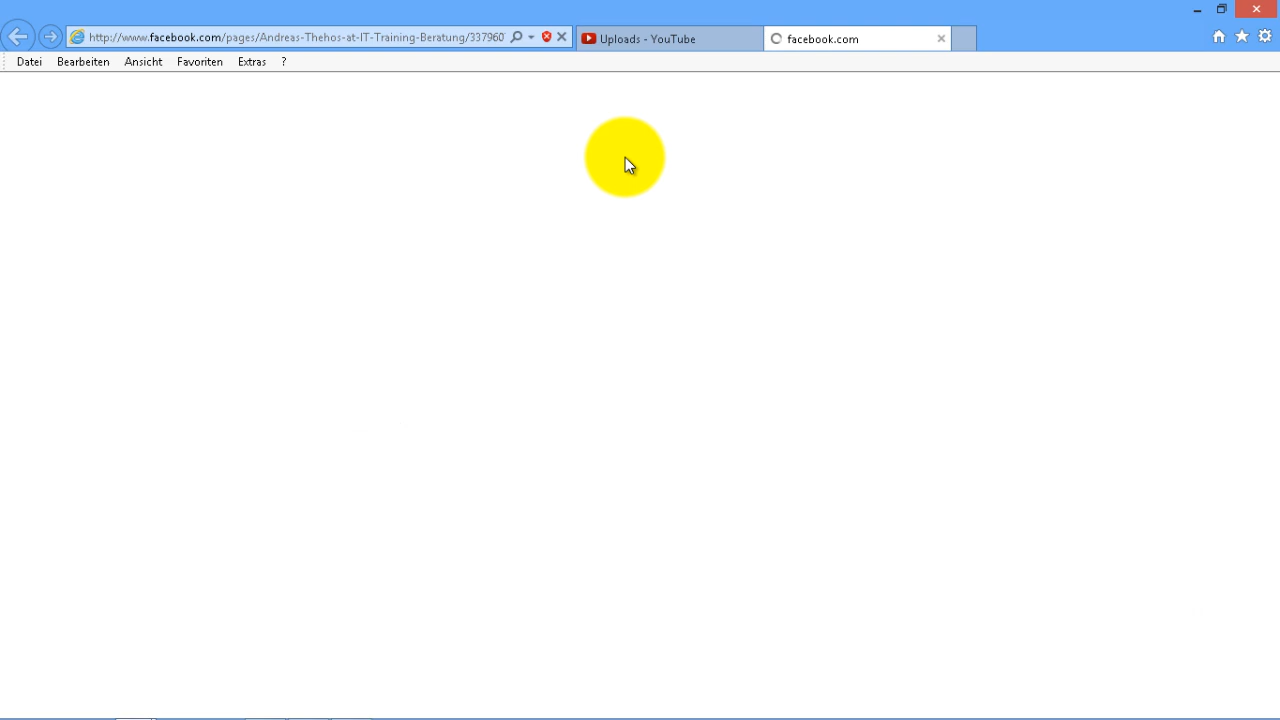 http://www.facebook.com/pages/Andreas-Thehos-at-IT-Training-Beratung/337960
Uploads - YouTube
facebook.com
Datei Bearbeiten Ansicht Favoriten Extras ?